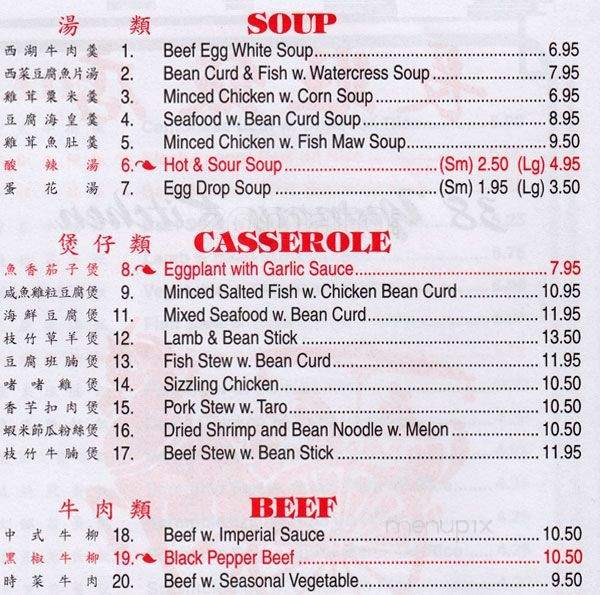 湯 類 SOUP
西湖牛肉羹 1. Beef Egg White Soup 6.95
西菜豆腐魚片湯 2. Bean Curd & Fish w. Watercress Soup 7.95
雞茸粟米羹 3. Minced Chicken w. Corn Soup 6.95
豆腐海皇羹 4. Seafood w. Bean Curd Soup 8.95
雞茸魚肚羹 5. Minced Chicken w. Fish Maw Soup 9.50
酸辣湯 6. Hot & Sour Soup (Sm) 2.50 (Lg) 4.95
蛋花湯 7. Egg Drop Soup (Sm) 1.95 (Lg) 3.50
煲仔類 CASSEROLE
魚香茄子煲 8. Eggplant with Garlic Sauce 7.95
咸魚雞粒豆腐煲 9. Minced Salted Fish w. Chicken Bean Curd 10.95
海鮮豆腐煲 11. Mixed Seafood w. Bean Curd 11.95
枝竹草羊煲 12. Lamb & Bean Stick 13.50
豆腐班腩煲 13. Fish Stew w. Bean Curd 11.95
啫啫雞煲 14. Sizzling Chicken 10.50
香芋扣肉煲 15. Pork Stew w. Taro 10.50
蝦米節瓜粉絲煲 16. Dried Shrimp and Bean Noodle w. Melon 10.50
枝竹牛腩煲 17. Beef Stew w. Bean Stick 11.95
牛肉類 BEEF
中式牛柳 18. Beef w. Imperial Sauce 10.50
黑椒牛柳 19. Black Pepper Beef 10.50
時菜牛肉 20. Beef w. Seasonal Vegetable 9.50
menupix